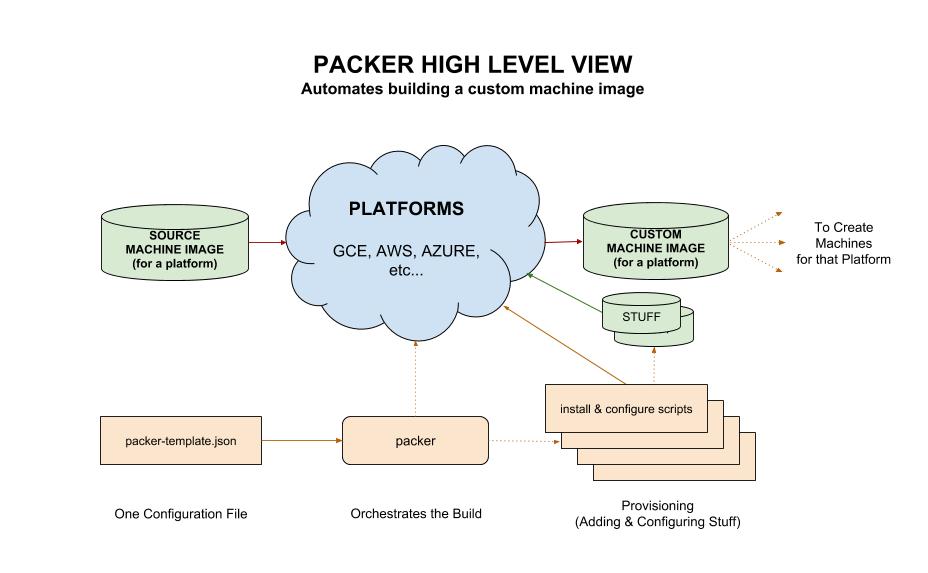 PACKER HIGH LEVEL VIEW
Automates building a custom machine image
SOURCE
MACHINE IMAGE
(for a platform)
PLATFORMS
GCE, AWS, AZURE,
etc...
CUSTOM
MACHINE IMAGE
(for a platform)
To Create
Machines
for that Platform
STUFF
install & configure scripts
packer-template.json
packer
One Configuration File
Orchestrates the Build
Provisioning
(Adding & Configuring Stuff)